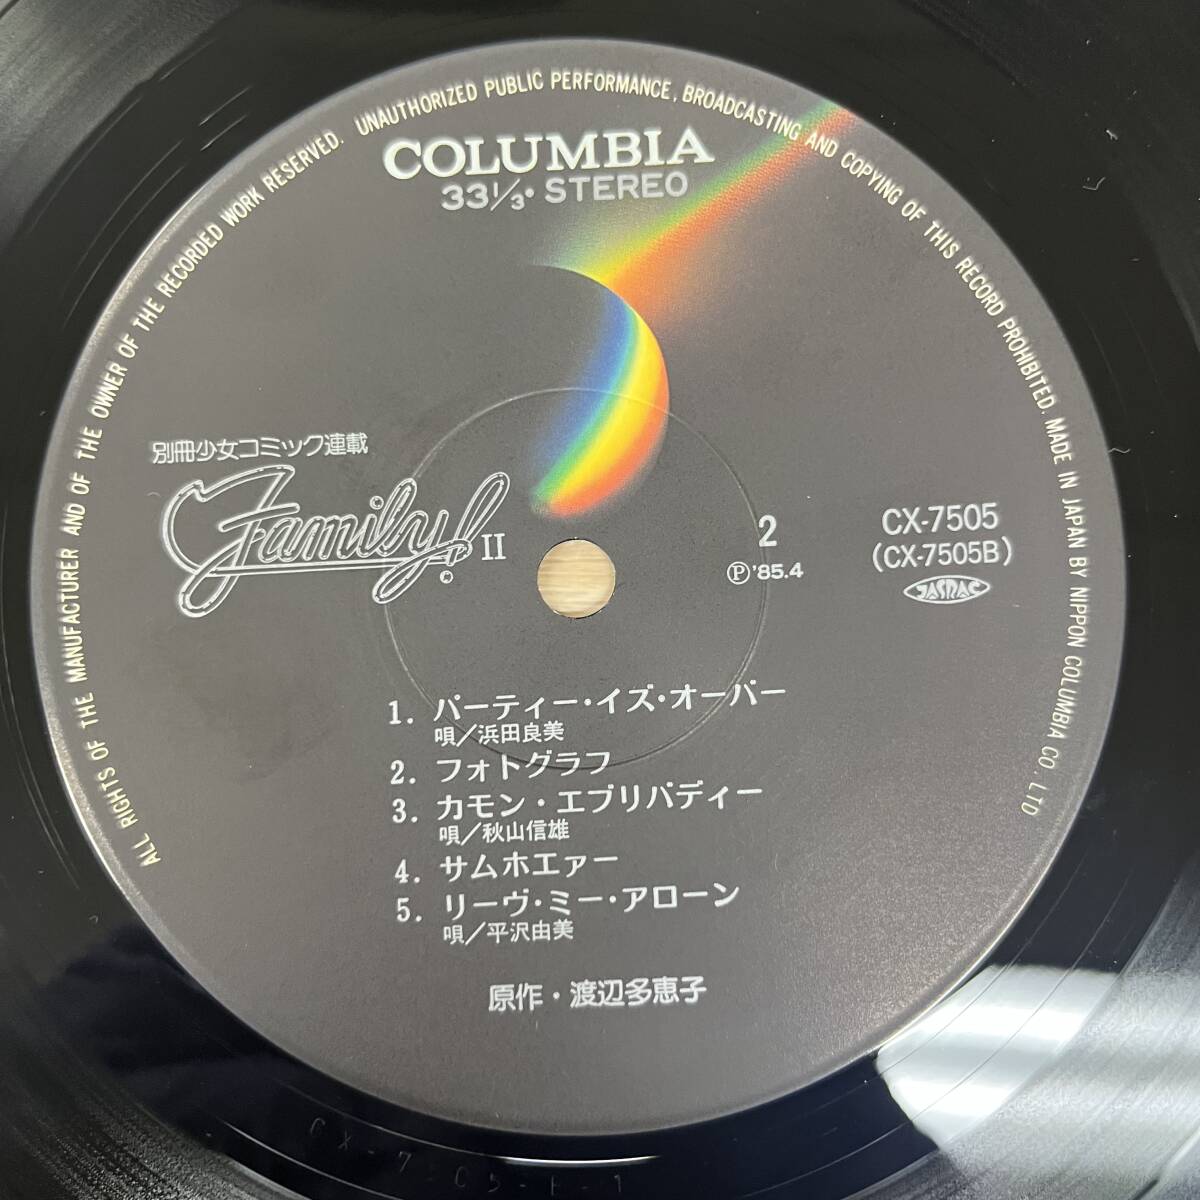 ALL RIGHTS OF THE MANUFACTURER AND OF THE OWNER OF THE RECORDED WORK RESERVED. UNAUTHORIZED PUBLIC PERFORMANCE, BROADCASTING AND COPYING OF THIS RECORD PROHIBITED. MADE IN JAPAN BY NIPPON COLUMBIA CO., LTD
COLUMBIA
33 1/3• STEREO
別冊少女コミック連載
Family! II
©
2
Ⓟ'85.4
CX-7505
(CX-7505B)
JASRAC
1. パーティー・イズ・オーバー
唄/浜田良美
2. フォトグラフ
3. カモン・エブリバディー
唄/秋山信雄
4. サムホエァー
5. リーヴ・ミー・アローン
唄/平沢由美
原作・渡辺多恵子